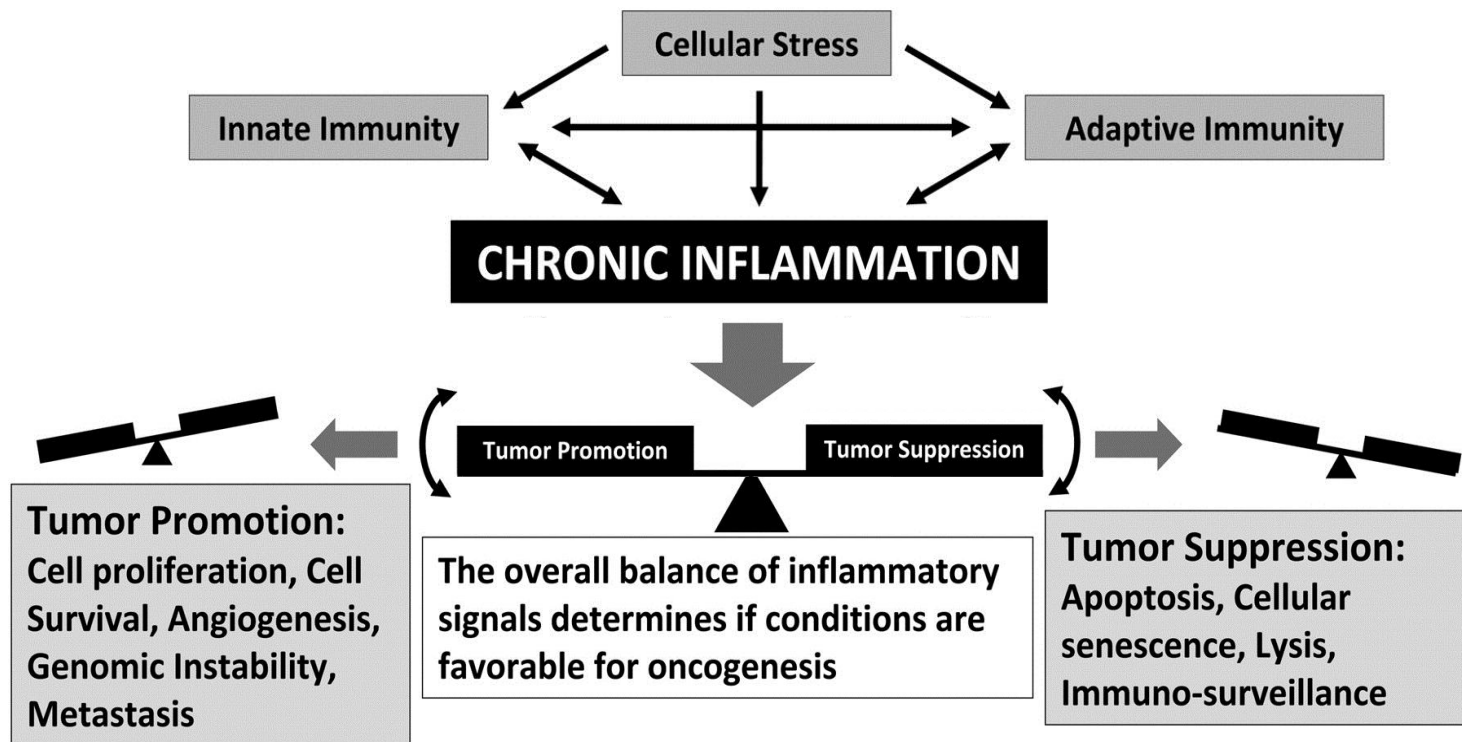 Cellular Stress
Innate Immunity
Adaptive Immunity
CHRONIC INFLAMMATION
Tumor Promotion
Tumor Suppression
Tumor Promotion:
Cell proliferation, Cell
Survival, Angiogenesis,
Genomic Instability,
Metastasis
The overall balance of inflammatory
signals determines if conditions are
favorable for oncogenesis
Tumor Suppression:
Apoptosis, Cellular
senescence, Lysis,
Immuno-surveillance